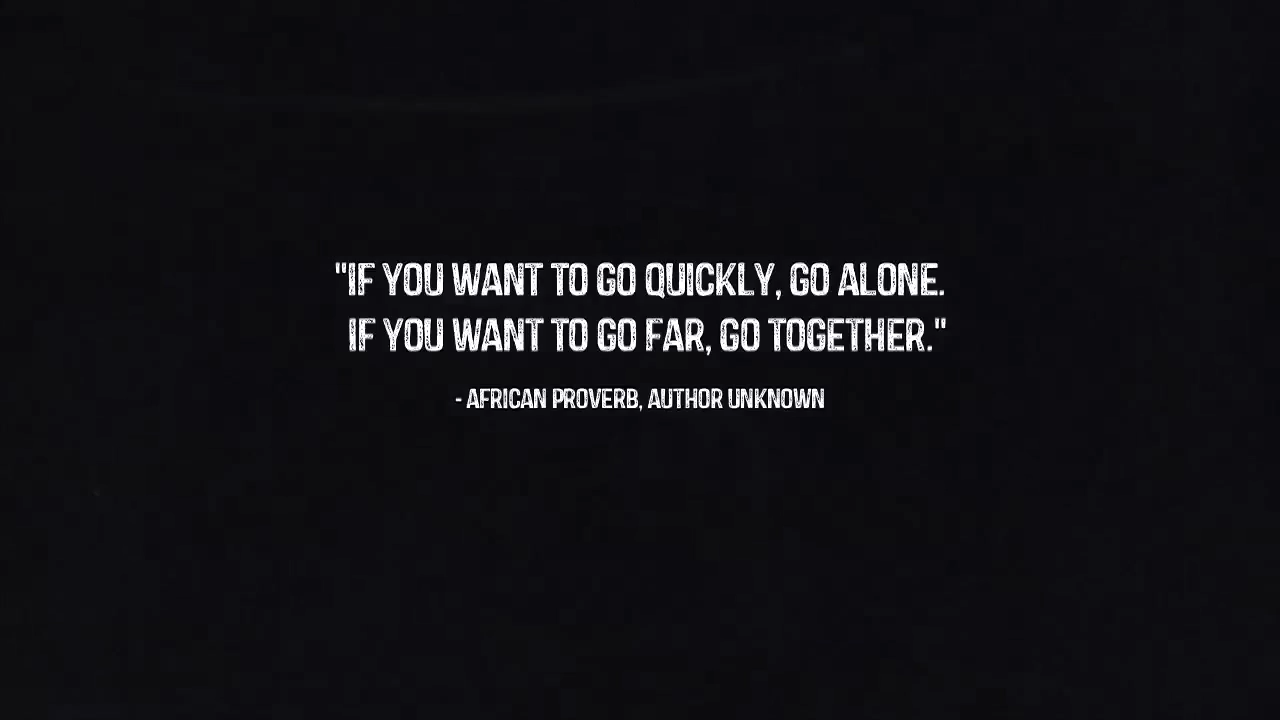 "IF YOU WANT TO GO QUICKLY, GO ALONE.
IF YOU WANT TO GO FAR, GO TOGETHER."
- AFRICAN PROVERB, AUTHOR UNKNOWN